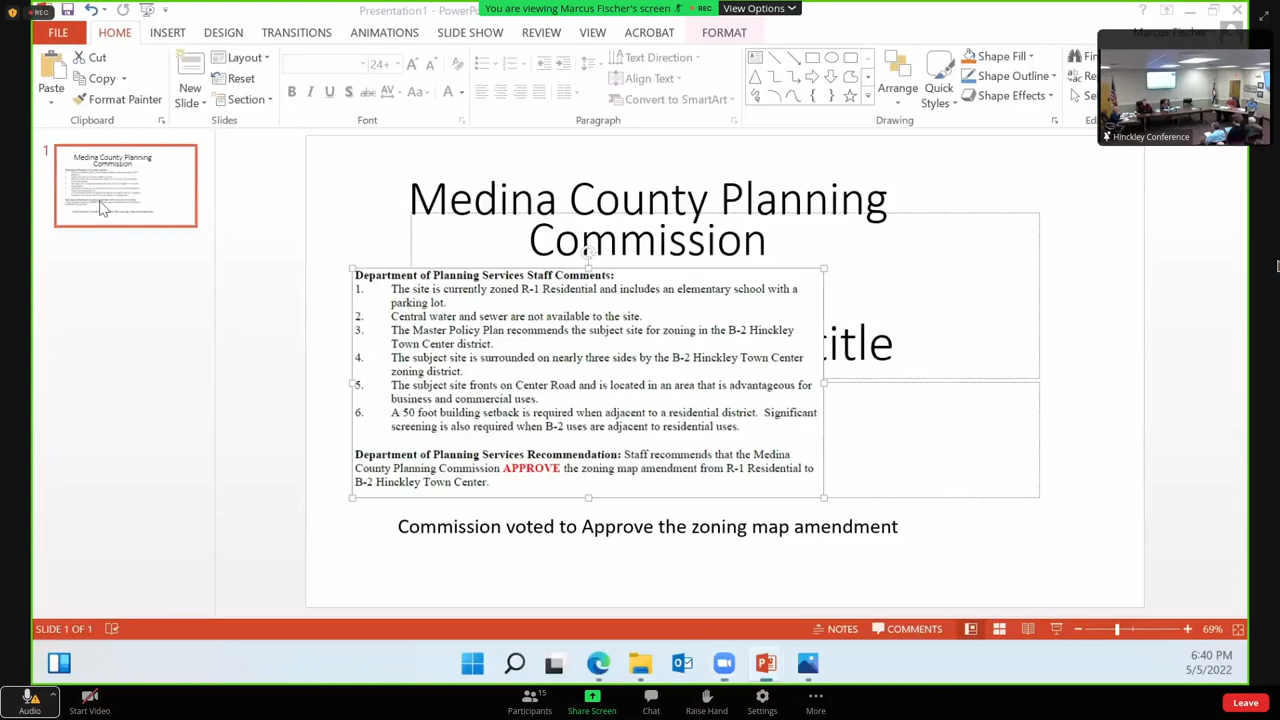 REC
Presentation1 - PowerP
You are viewing Marcus Fischer's screen
REC
View Options
FILE
HOME
INSERT
DESIGN
TRANSITIONS
ANIMATIONS
SLIDE SHOW
REVIEW
VIEW
ACROBAT
FORMAT
Marcus Fischer
Paste
Cut
Copy
Format Painter
Clipboard
New
Slide
Layout
Reset
Section
Slides
24
Font
Text Direction
Align Text
Convert to SmartArt
Paragraph
Arrange
Quick
Styles
Shape Fill
Shape Outline
Shape Effects
Drawing
Hinckley Conference
1
Medina County Planning
Commission
Medina County Planning
Commission
title
Department of Planning Services Staff Comments:
1. The site is currently zoned R-1 Residential and includes an elementary school with a
parking lot.
2. Central water and sewer are not available to the site.
3. The Master Policy Plan recommends the subject site for zoning in the B-2 Hinckley
Town Center district.
4. The subject site is surrounded on nearly three sides by the B-2 Hinckley Town Center
zoning district.
5. The subject site fronts on Center Road and is located in an area that is advantageous for
business and commercial uses.
6. A 50 foot building setback is required when adjacent to a residential district. Significant
screening is also required when B-2 uses are adjacent to residential uses.
Department of Planning Services Recommendation: Staff recommends that the Medina
County Planning Commission APPROVE the zoning map amendment from R-1 Residential to
B-2 Hinckley Town Center.
Commission voted to Approve the zoning map amendment
SLIDE 1 OF 1
NOTES
COMMENTS
69%
6:40 PM
5/5/2022
Audio
Start Video
15
Participants
Share Screen
Chat
Raise Hand
Settings
More
Leave